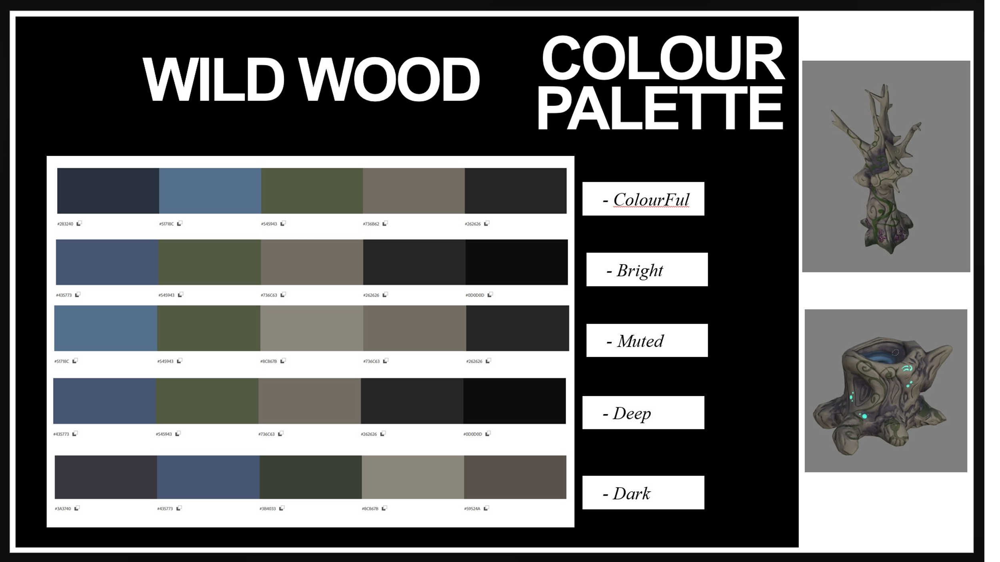 WILD WOOD
COLOUR
PALETTE
#283240 #51718C #545943 #736B62 #262626
- ColourFul
#435773 #545943 #736C63 #262626 #0D0D0D
- Bright
#51718C #545943 #8C867B #736C63 #262626
- Muted
#435773 #545943 #736C63 #262626 #0D0D0D
- Deep
#3A3740 #435773 #3B4033 #8C867B #59524A
- Dark